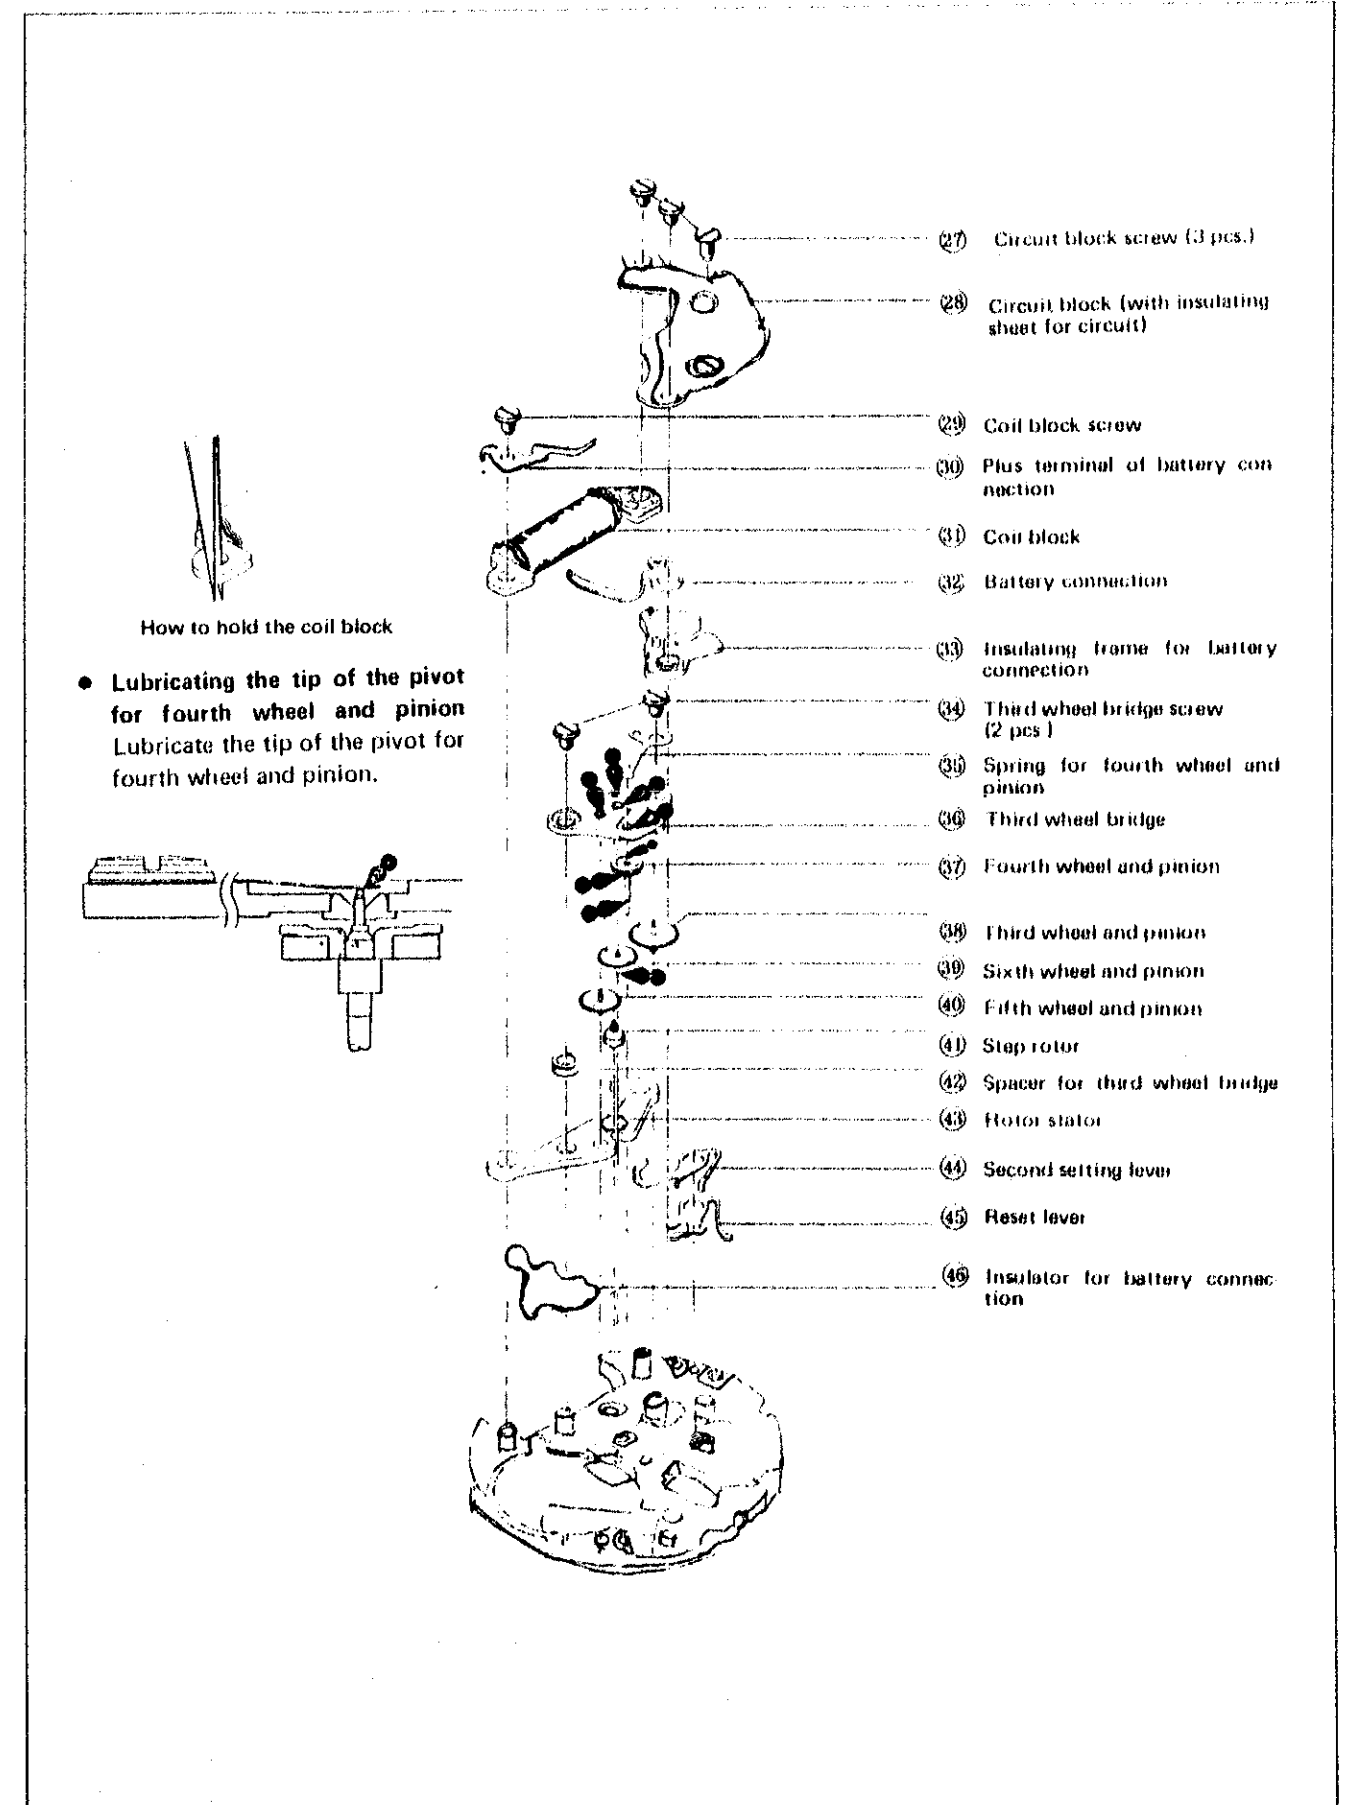 (27) Circuit block screw (3 pcs.)
(28) Circuit block (with insulating
sheet for circuit)
(29) Coil block screw
(30) Plus terminal of battery con
nection
(31) Coil block
(32) Battery connection
(33) Insulating frame for battery
connection
(34) Third wheel bridge screw
(2 pcs )
(35) Spring for fourth wheel and
pinion
(36) Third wheel bridge
(37) Fourth wheel and pinion
(38) Third wheel and pinion
(39) Sixth wheel and pinion
(40) Fifth wheel and pinion
(41) Step rotor
(42) Spacer for third wheel bridge
(43) Rotor stator
(44) Second setting lever
(45) Reset lever
(46) Insulator for battery connec
tion
How to hold the coil block
● Lubricating the tip of the pivot
for fourth wheel and pinion
Lubricate the tip of the pivot for
fourth wheel and pinion.